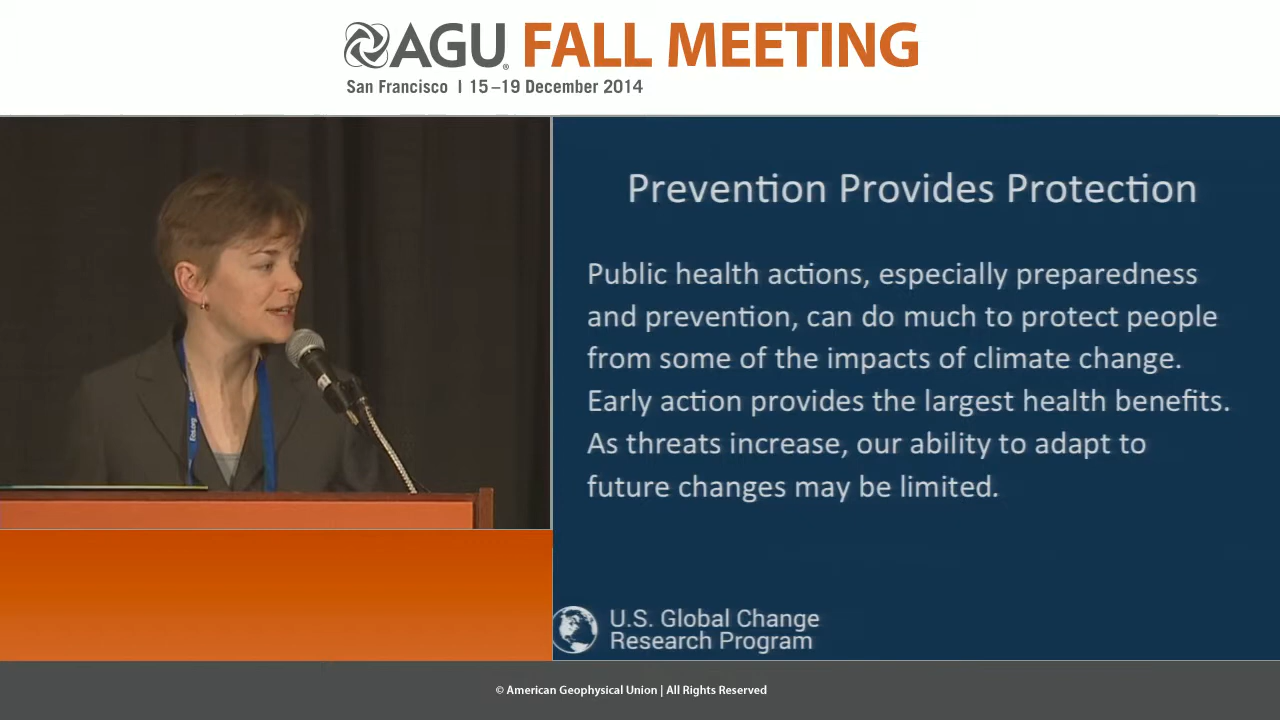 AGU® FALL MEETING
San Francisco | 15–19 December 2014
Prevention Provides Protection
Public health actions, especially preparedness
and prevention, can do much to protect people
from some of the impacts of climate change.
Early action provides the largest health benefits.
As threats increase, our ability to adapt to
future changes may be limited.
Eos.org
U.S. Global Change
Research Program
© American Geophysical Union | All Rights Reserved